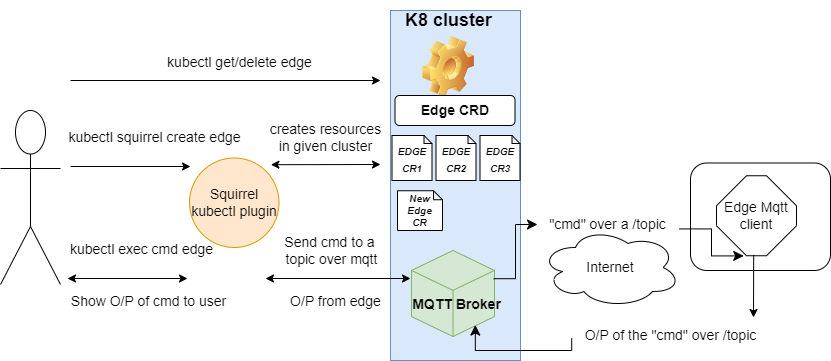 K8 cluster
kubectl get/delete edge
Edge CRD
kubectl squirrel create edge
creates resources
in given cluster
EDGE
CR1
EDGE
CR2
EDGE
CR3
Squirrel
kubectl plugin
New
Edge
CR
Edge Mqtt
client
"cmd" over a /topic
kubectl exec cmd edge
Send cmd to a
topic over mqtt
Internet
Show O/P of cmd to user
O/P from edge
MQTT Broker
O/P of the "cmd" over /topic